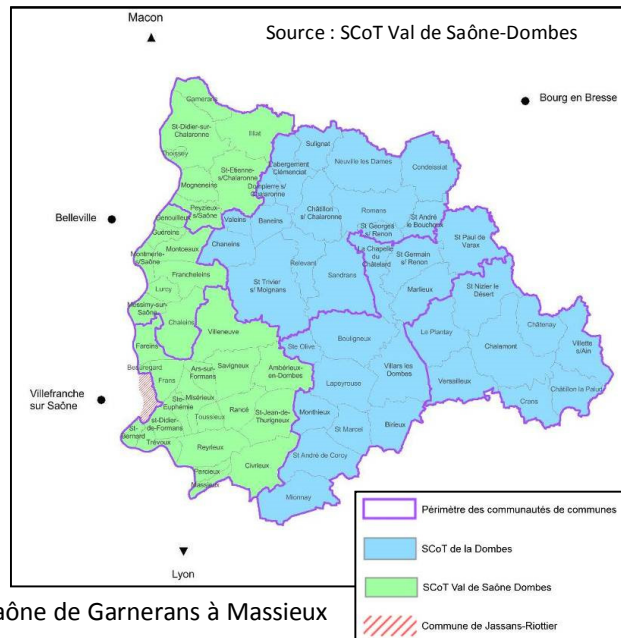 Macon
Source : SCoT Val de Saône-Dombes
Bourg en Bresse
Garnerans
St-Didier-sur-
Chalaronne
Illiat
Thoissey
Sulignat
Neuville les Dames
Condeissiat
St-Etienne-
s/Chalaronne
L'abergement
Clémenciat
Mogneneins
Dompierre s/
Chalaronne
Châtillon
s/ Chalaronne
Romans
Peyzieux-
s/Saône
St Georges
s/ Renon
St André
le Bouchoux
Belleville
Genouilleux
Valeins
Baneins
Guéreins
Chaneins
St Paul de
Varax
Montceaux
La Chapelle
du
Châtelard
St Germain
s/ Renon
Montmerle-
s/Saône
Relevant
Francheleins
St Trivier
s/ Moignans
Sandrans
Marlieux
St Nizier le
Désert
Lurcy
Messimy-sur-
Saône
Chaleins
Villeneuve
Bouligneux
Le Plantay
Châtenay
Fareins
Ste Olive
Chalamont
Villette
s/Ain
Beauregard
Ars-sur-
Formans
Savigneux
Ambérieux-
en-Dombes
Villars les
Dombes
Versailleux
Châtillon la Palud
Villefranche
sur Saône
Frans
Lapeyrouse
Misérieux
Ste-
Euphémie
Rancé
St-Jean-de-
Thurigneux
Monthieux
Crans
Toussieux
St-Didier-
de-Formans
St-
Bernard
Trévoux
St Marcel
Birieux
Reyrieux
Civrieux
St André de Corcy
Parcieux
Massieux
Mionnay
Lyon
Périmètre des communautés de communes
SCoT de la Dombes
SCoT Val de Saône Dombes
Commune de Jassans-Riottier
aône de Garnerans à Massieux